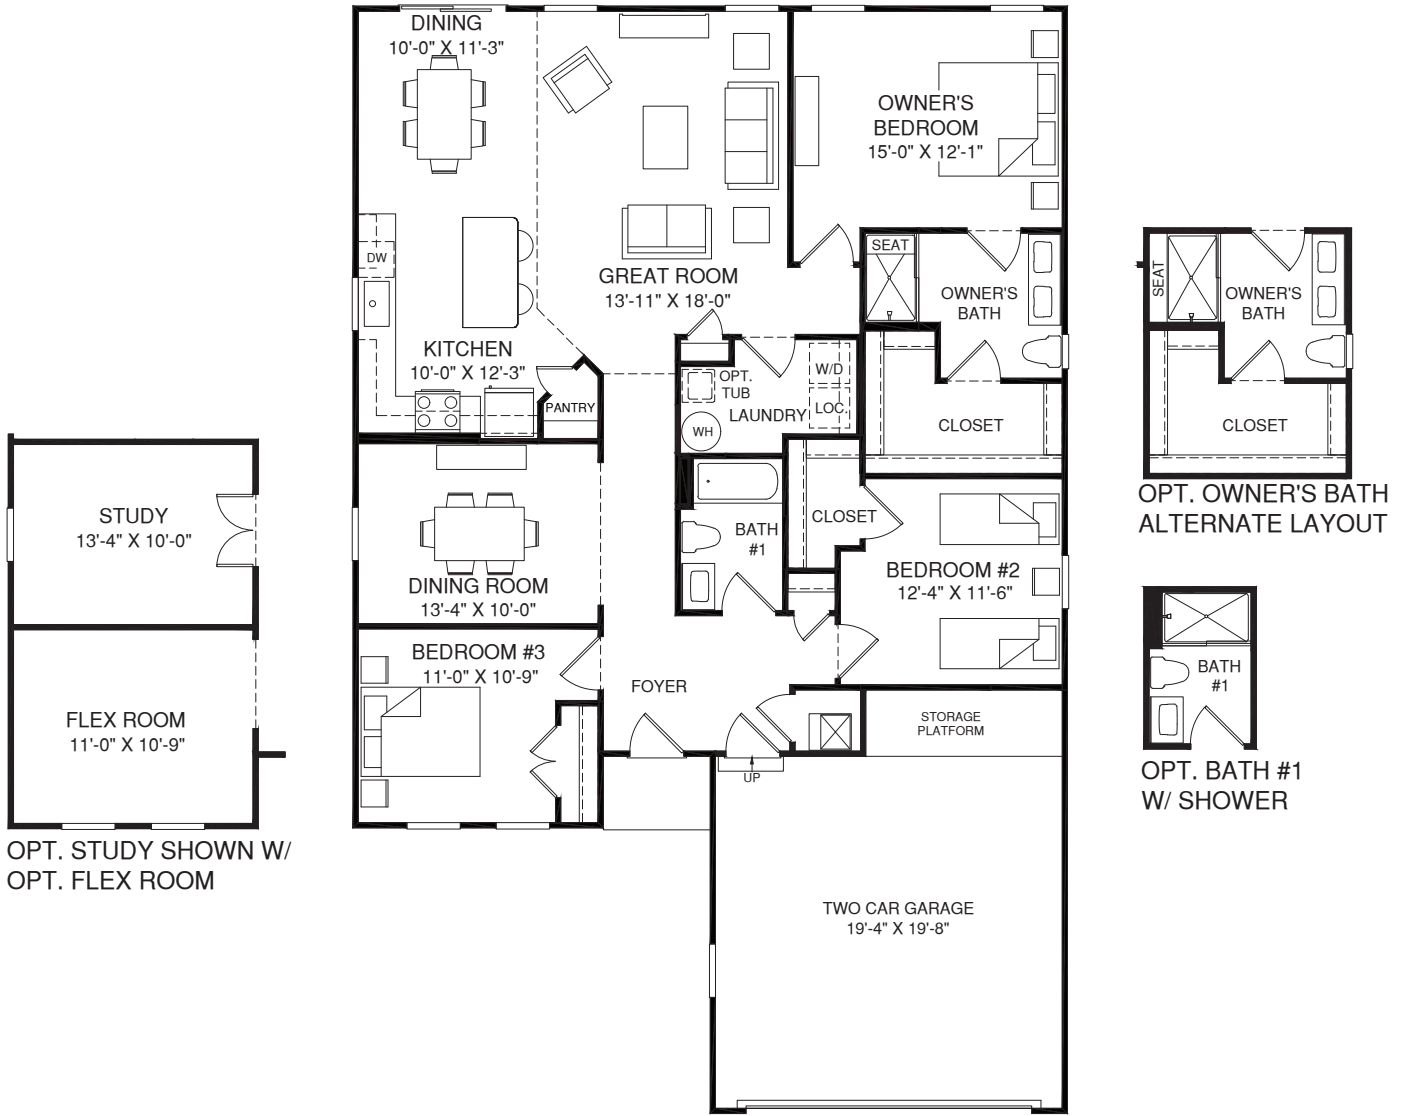 DINING
10'-0" X 11'-3"
OWNER'S
BEDROOM
15'-0" X 12'-1"
DW
GREAT ROOM
13'-11" X 18'-0"
SEAT
OWNER'S
BATH
KITCHEN
10'-0" X 12'-3"
PANTRY
OPT.
TUB
W/D
LAUNDRY
LOC.
WH
CLOSET
DINING ROOM
13'-4" X 10'-0"
BATH
#1
CLOSET
BEDROOM #2
12'-4" X 11'-6"
BEDROOM #3
11'-0" X 10'-9"
FOYER
STORAGE
PLATFORM
UP
TWO CAR GARAGE
19'-4" X 19'-8"
STUDY
13'-4" X 10'-0"
FLEX ROOM
11'-0" X 10'-9"
OPT. STUDY SHOWN W/
OPT. FLEX ROOM
SEAT
OWNER'S
BATH
CLOSET
OPT. OWNER'S BATH
ALTERNATE LAYOUT
BATH
#1
OPT. BATH #1
W/ SHOWER